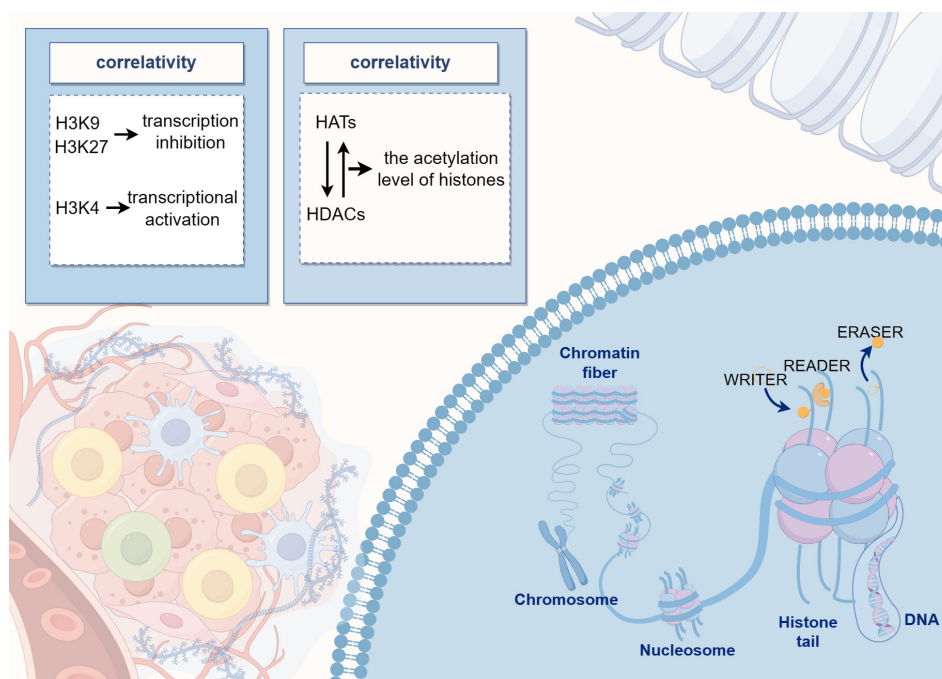 correlativity
H3K9
H3K27
transcription
inhibition
H3K4
transcriptional
activation
correlativity
HATs
HDACs
the acetylation
level of histones
ERASER
READER
WRITER
Chromatin
fiber
Chromosome
Nucleosome
Histone
tail
DNA